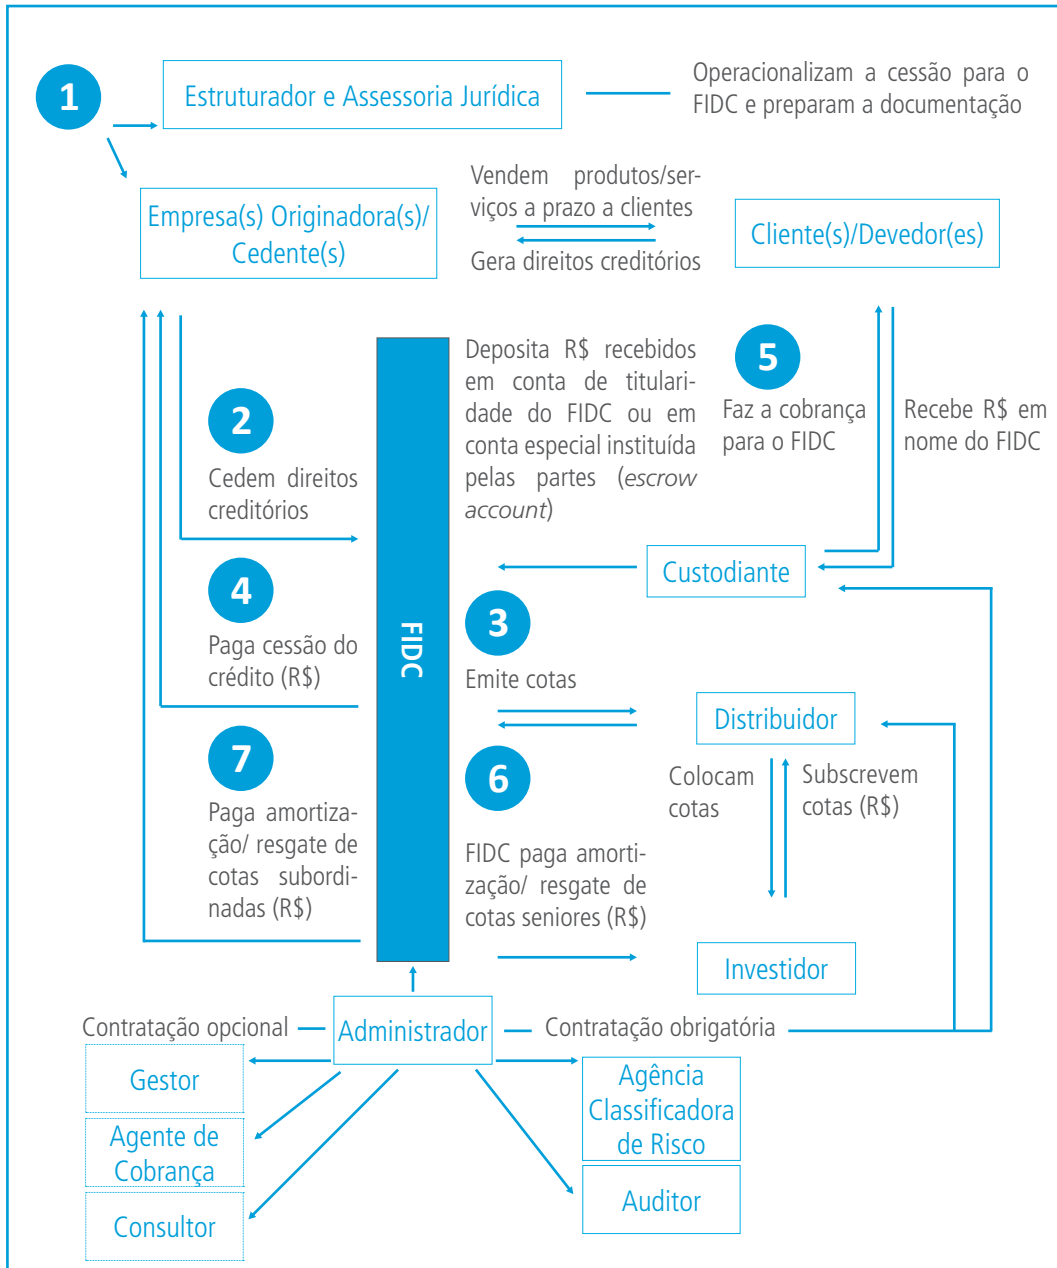 1
Estruturador e Assessoria Jurídica
Operacionalizam a cessão para o
FIDC e preparam a documentação
Empresa(s) Originadora(s)/
Cedente(s)
Vendem produtos/ser-
viços a prazo a clientes
Gera direitos creditórios
Cliente(s)/Devedor(es)
2
Cedem direitos
creditórios
Deposita R$ recebidos
em conta de titulari-
dade do FIDC ou em
conta especial instituída
pelas partes (escrow
account)
5
Faz a cobrança
para o FIDC
Recebe R$ em
nome do FIDC
Custodiante
4
Paga cessão do
crédito (R$)
FIDC
3
Emite cotas
Distribuidor
7
Paga amortiza-
ção/ resgate de
cotas subordi-
nadas (R$)
6
FIDC paga amorti-
zação/ resgate de
cotas seniores (R$)
Colocam
cotas
Subscrevem
cotas (R$)
Investidor
Contratação opcional
Administrador
Contratação obrigatória
Gestor
Agente de
Cobrança
Consultor
Agência
Classificadora
de Risco
Auditor